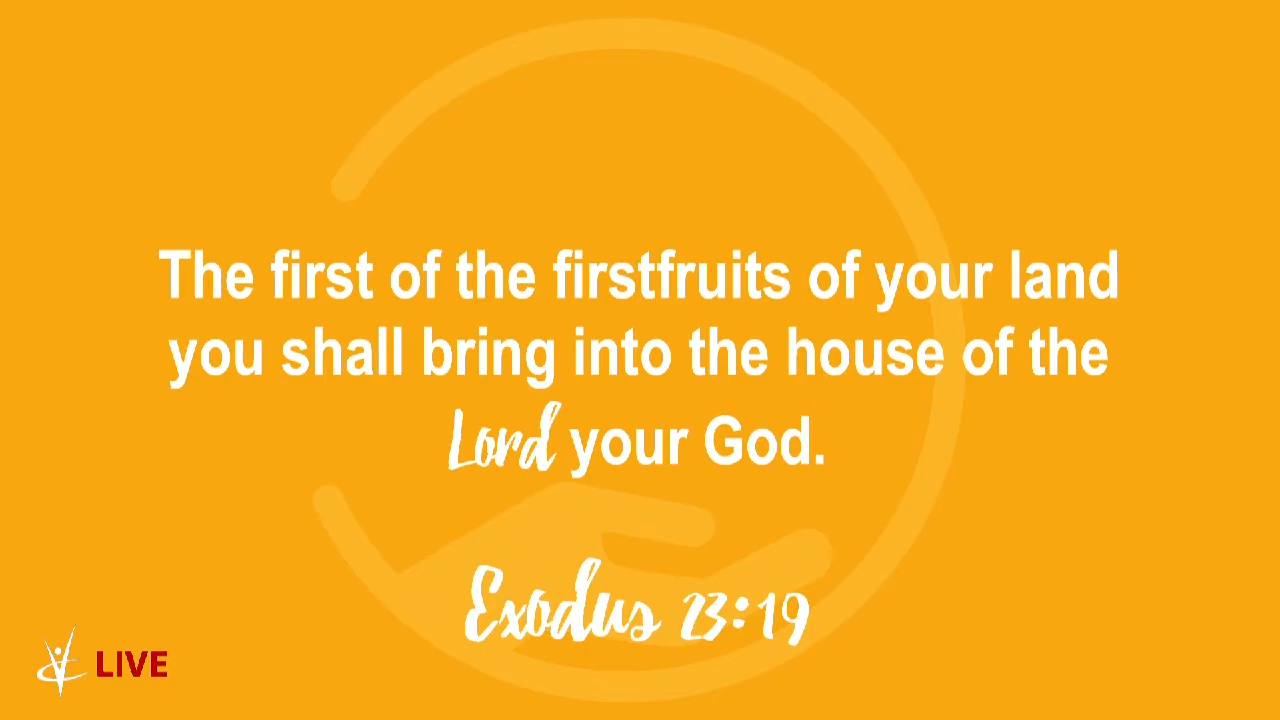 The first of the firstfruits of your land
you shall bring into the house of the
Lord your God.
Exodus 23:19
LIVE